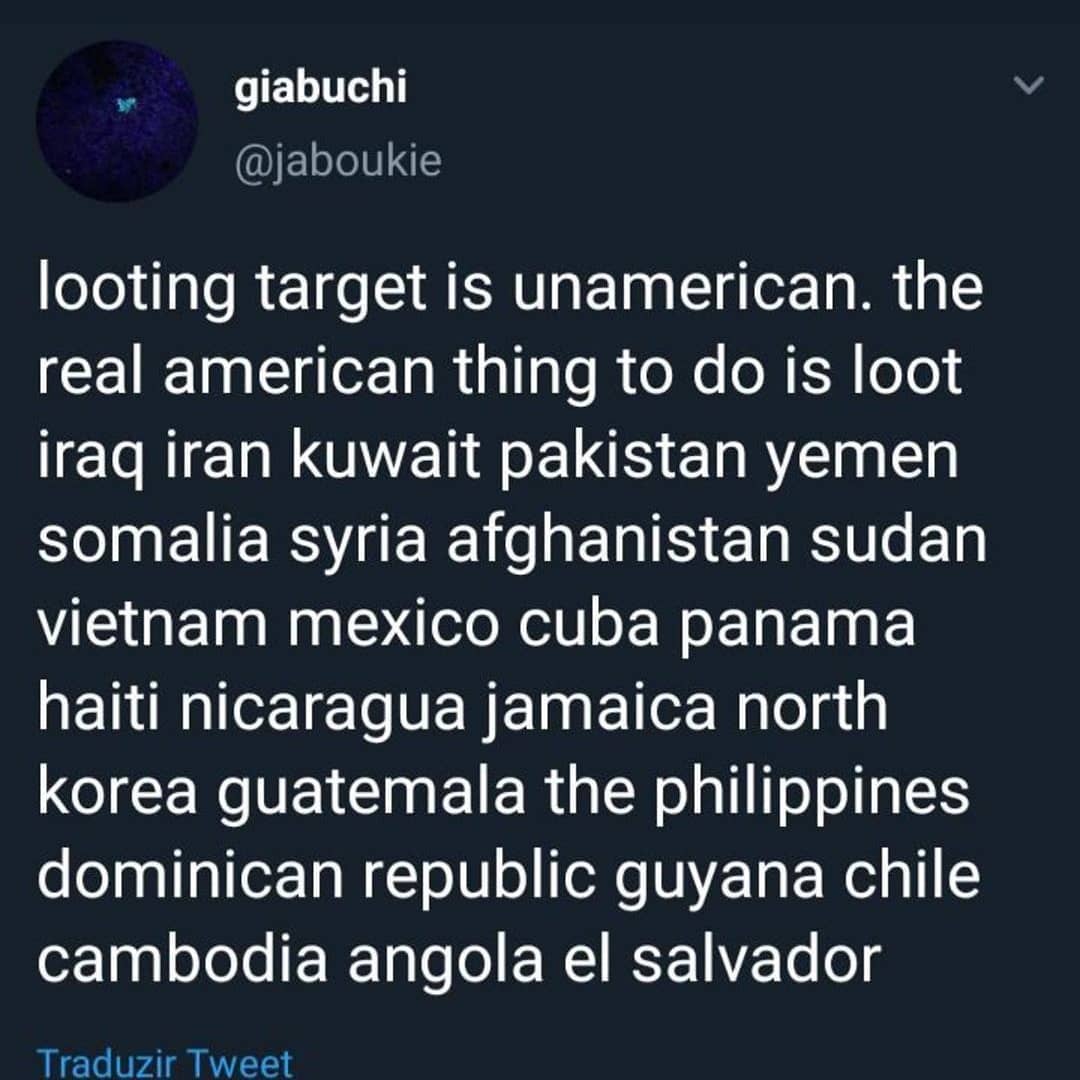 giabuchi
@jaboukie
looting target is unamerican. the
real american thing to do is loot
iraq iran kuwait pakistan yemen
somalia syria afghanistan sudan
vietnam mexico cuba panama
haiti nicaragua jamaica north
korea guatemala the philippines
dominican republic guyana chile
cambodia angola el salvador
Traduzir Tweet